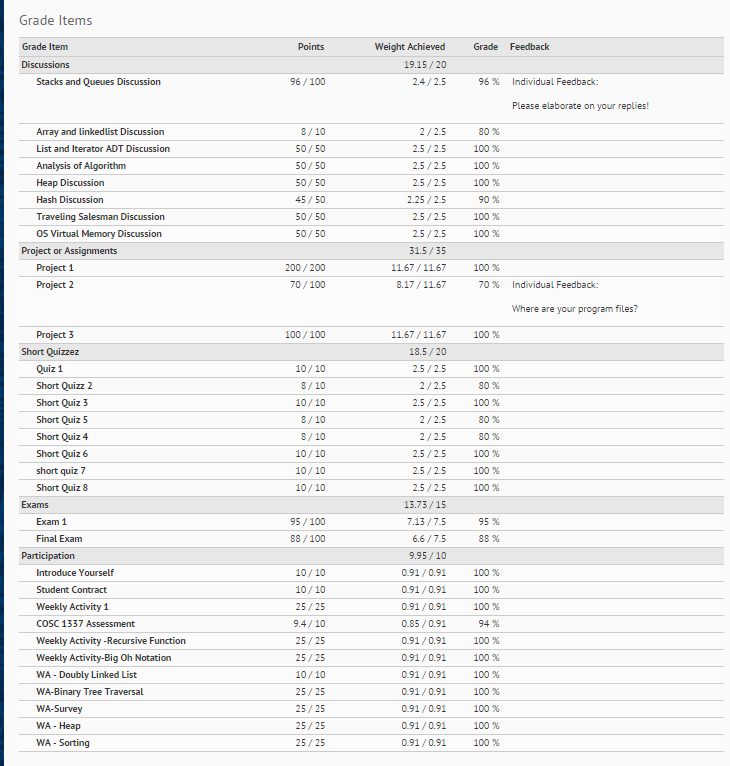 Grade Items
Grade Item Points Weight Achieved Grade Feedback
Discussions 19.15 / 20
Stacks and Queues Discussion 96 / 100 2.4 / 2.5 96 % Individual Feedback:
Please elaborate on your replies!
Array and linkedlist Discussion 8 / 10 2 / 2.5 80 %
List and Iterator ADT Discussion 50 / 50 2.5 / 2.5 100 %
Analysis of Algorithm 50 / 50 2.5 / 2.5 100 %
Heap Discussion 50 / 50 2.5 / 2.5 100 %
Hash Discussion 45 / 50 2.25 / 2.5 90 %
Traveling Salesman Discussion 50 / 50 2.5 / 2.5 100 %
OS Virtual Memory Discussion 50 / 50 2.5 / 2.5 100 %
Project or Assignments 31.5 / 35
Project 1 200 / 200 11.67 / 11.67 100 %
Project 2 70 / 100 8.17 / 11.67 70 % Individual Feedback:
Where are your program files?
Project 3 100 / 100 11.67 / 11.67 100 %
Short Quizzez 18.5 / 20
Quiz 1 10 / 10 2.5 / 2.5 100 %
Short Quizz 2 8 / 10 2 / 2.5 80 %
Short Quiz 3 10 / 10 2.5 / 2.5 100 %
Short Quiz 5 8 / 10 2 / 2.5 80 %
Short Quiz 4 8 / 10 2 / 2.5 80 %
Short Quiz 6 10 / 10 2.5 / 2.5 100 %
short quiz 7 10 / 10 2.5 / 2.5 100 %
Short Quiz 8 10 / 10 2.5 / 2.5 100 %
Exams 13.73 / 15
Exam 1 95 / 100 7.13 / 7.5 95 %
Final Exam 88 / 100 6.6 / 7.5 88 %
Participation 9.95 / 10
Introduce Yourself 10 / 10 0.91 / 0.91 100 %
Student Contract 10 / 10 0.91 / 0.91 100 %
Weekly Activity 1 25 / 25 0.91 / 0.91 100 %
COSC 1337 Assessment 9.4 / 10 0.85 / 0.91 94 %
Weekly Activity -Recursive Function 25 / 25 0.91 / 0.91 100 %
Weekly Activity-Big Oh Notation 25 / 25 0.91 / 0.91 100 %
WA - Doubly Linked List 10 / 10 0.91 / 0.91 100 %
WA-Binary Tree Traversal 25 / 25 0.91 / 0.91 100 %
WA-Survey 25 / 25 0.91 / 0.91 100 %
WA - Heap 25 / 25 0.91 / 0.91 100 %
WA - Sorting 25 / 25 0.91 / 0.91 100 %